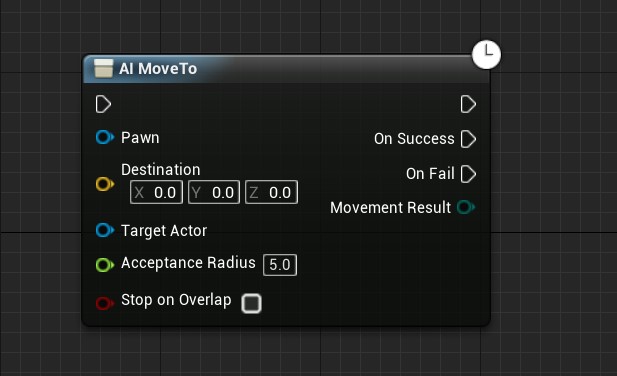 AI MoveTo
Pawn
On Success
Destination
X 0.0 Y 0.0 Z 0.0
On Fail
Movement Result
Target Actor
Acceptance Radius 5.0
Stop on Overlap